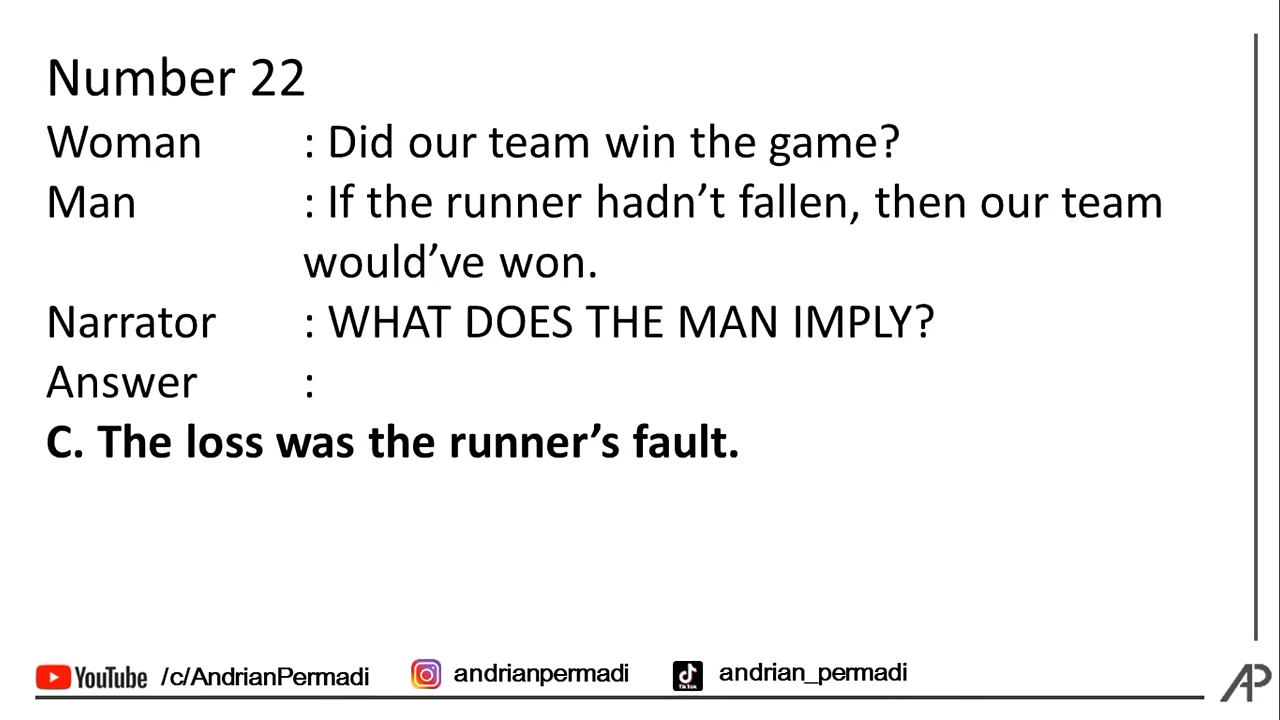 Number 22
Woman : Did our team win the game?
Man : If the runner hadn’t fallen, then our team
would’ve won.
Narrator : WHAT DOES THE MAN IMPLY?
Answer :
C. The loss was the runner’s fault.
YouTube /c/AndrianPermadi andrianpermadi TikTok andrian_permadi AP